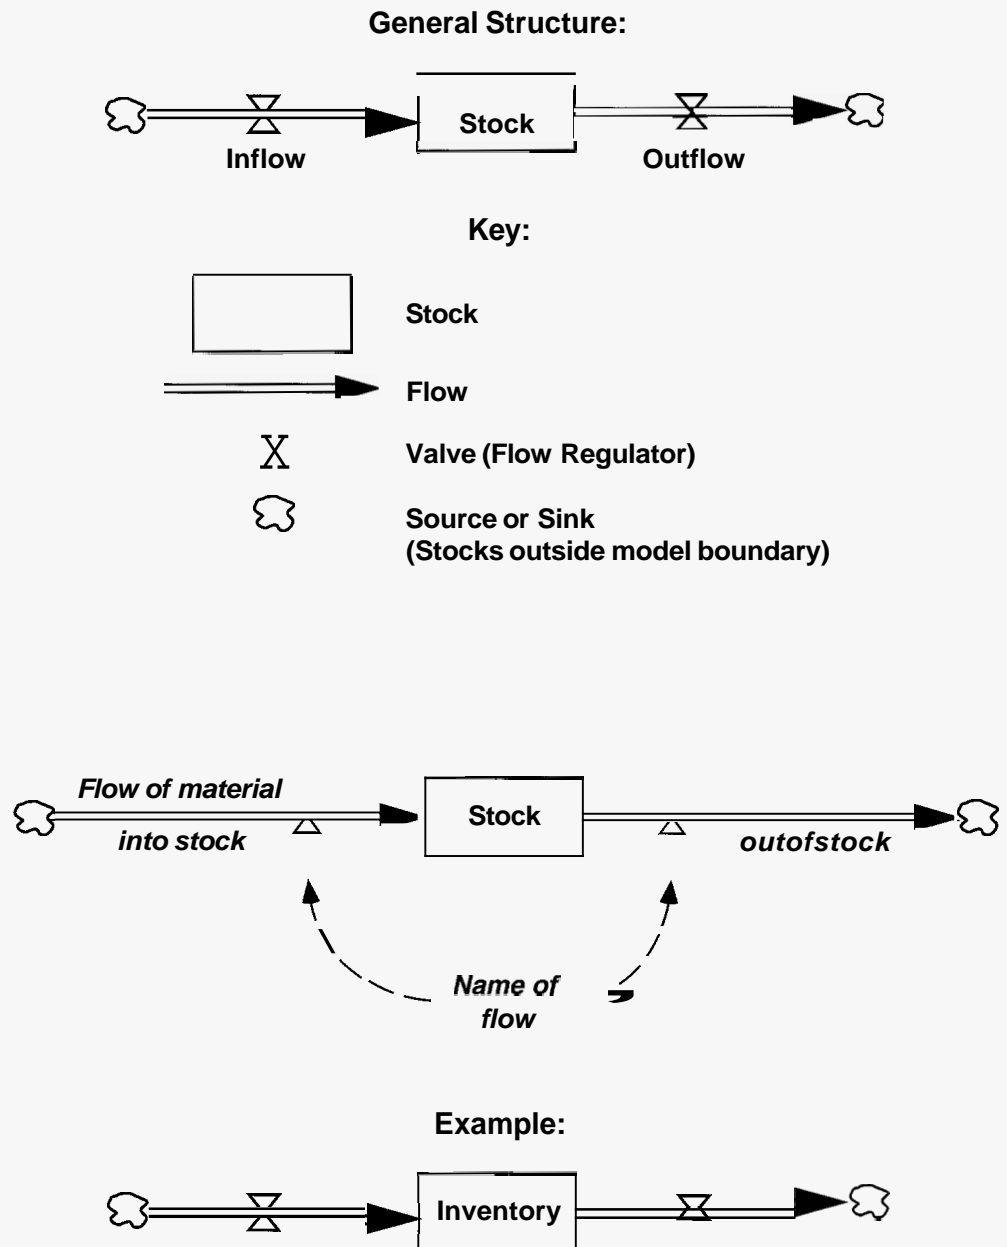 General Structure:
Stock
Inflow
Outflow
Key:
Stock
Flow
Valve (Flow Regulator)
Source or Sink
(Stocks outside model boundary)
Flow of material
into stock
Stock
outofstock
Name of
flow
Example:
Inventory